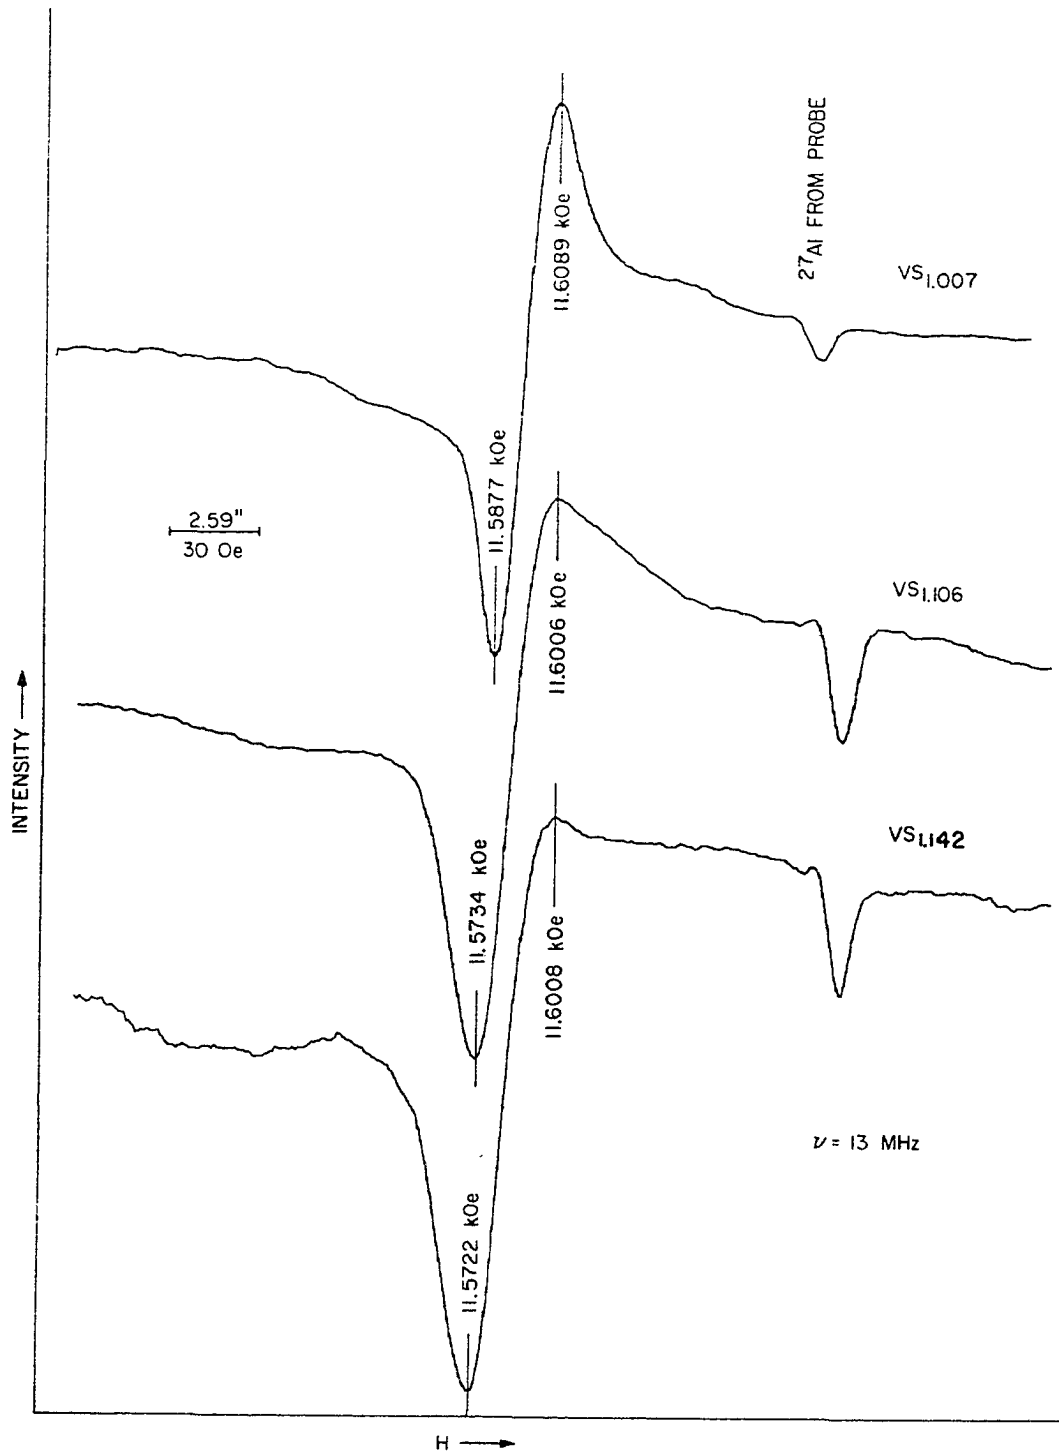 27Al FROM PROBE
11.6089 kOe
VS1.007
11.5877 kOe
2.59"
30 Oe
11.6006 kOe
VS1.106
INTENSITY
11.5734 kOe
VS1.142
11.6008 kOe
ν = 13 MHz
11.5722 kOe
H